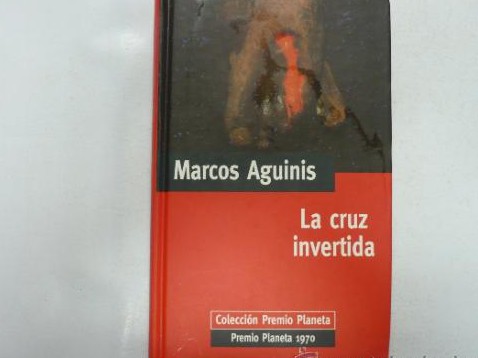 Marcos Aguinis
La cruz
invertida
Colección Premio Planeta
Premio Planeta 1970